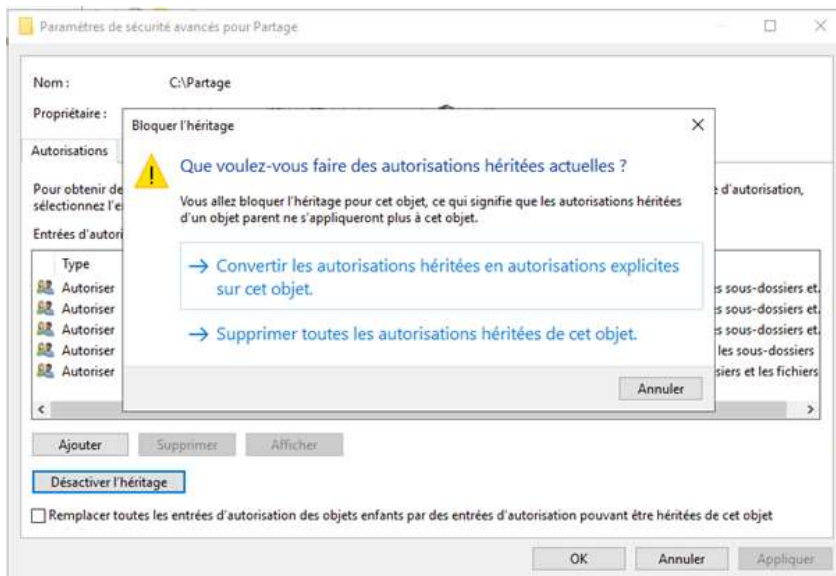 Paramètres de sécurité avancés pour Partage
Nom : C:\Partage
Propriétaire :
Bloquer l'héritage
Autorisations
Que voulez-vous faire des autorisations héritées actuelles ?
Pour obtenir de
e d'autorisation,
sélectionnez l'e
Vous allez bloquer l'héritage pour cet objet, ce qui signifie que les autorisations héritées
d'un objet parent ne s'appliqueront plus à cet objet.
Entrées d'autori
Type
→ Convertir les autorisations héritées en autorisations explicites
sur cet objet.
Autoriser s sous-dossiers et.
Autoriser s sous-dossiers et.
Autoriser s sous-dossiers et.
→ Supprimer toutes les autorisations héritées de cet objet.
Autoriser les sous-dossiers
Autoriser siers et les fichiers
Annuler
Ajouter Supprimer Afficher
Désactiver l'héritage
Remplacer toutes les entrées d'autorisation des objets enfants par des entrées d'autorisation pouvant être héritées de cet objet
OK Annuler Appliquer